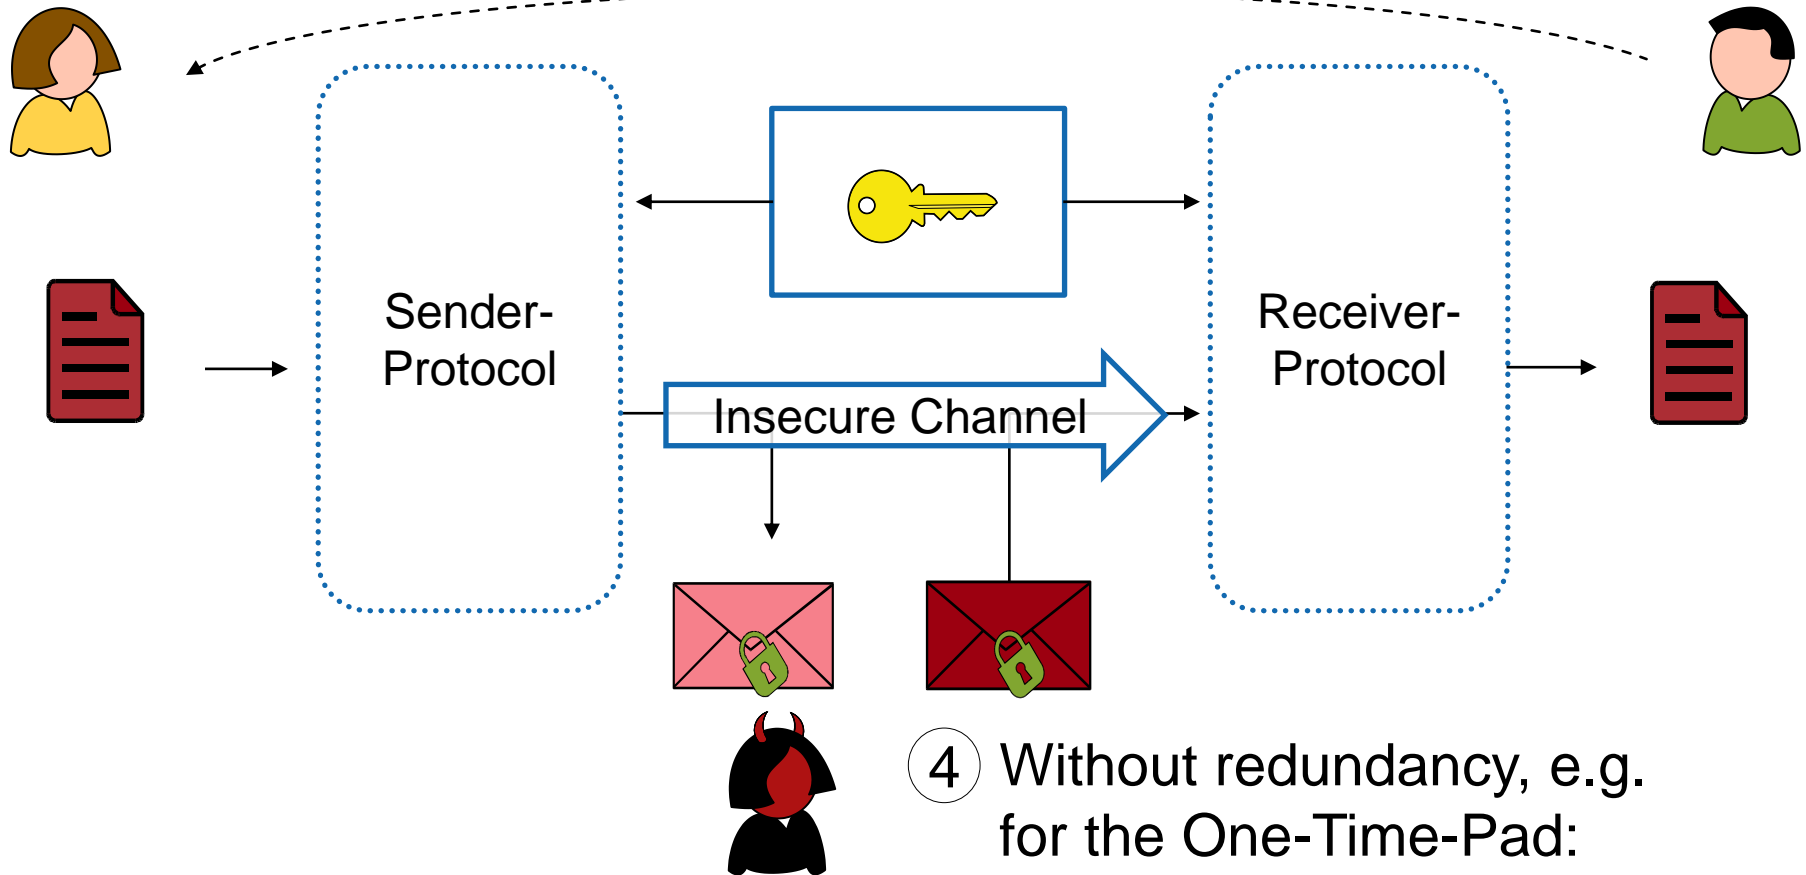 Sender-
Protocol
Receiver-
Protocol
Insecure Channel
4 Without redundancy, e.g.
for the One-Time-Pad: